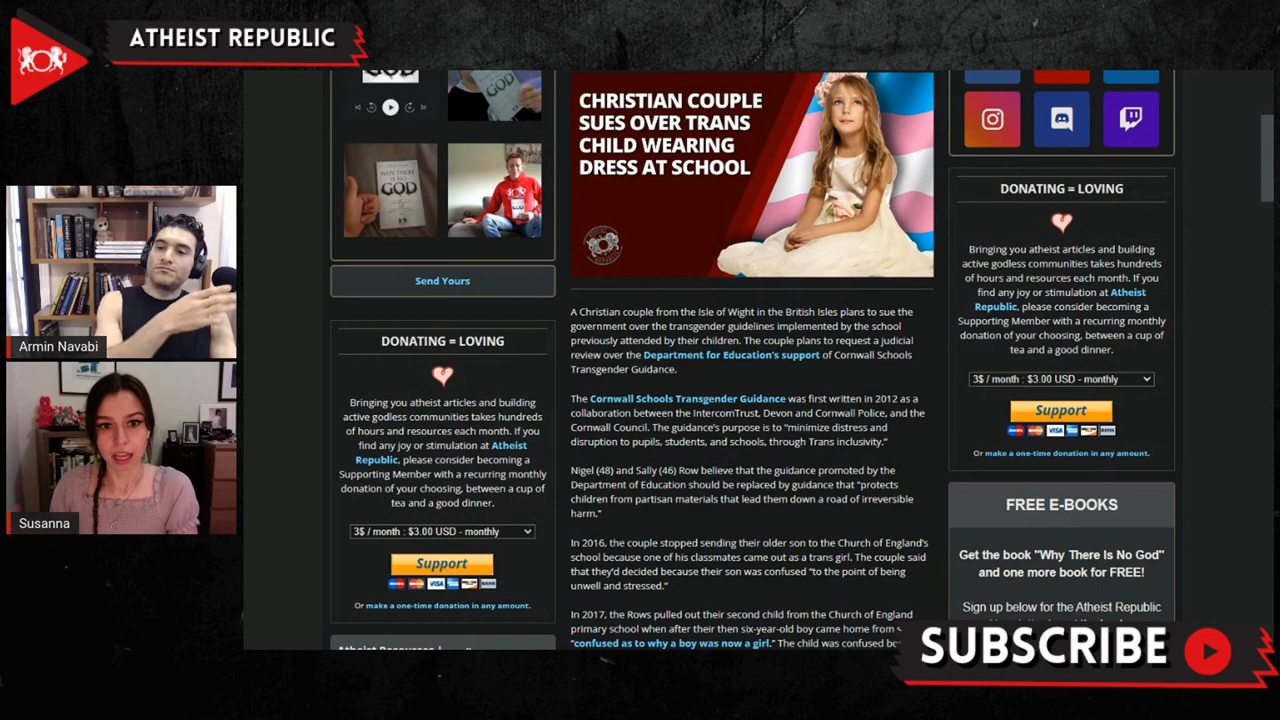 ATHEIST REPUBLIC
GOD
GOD
WHY THERE
IS NO
GOD
Send Yours
DONATING = LOVING
Bringing you atheist articles and building
active godless communities takes hundreds
of hours and resources each month. If you
find any joy or stimulation at Atheist
Republic, please consider becoming a
Supporting Member with a recurring monthly
donation of your choosing, between a cup of
tea and a good dinner.
3$ / month : $3.00 USD - monthly
Support
VISA
BANK
Or make a one-time donation in any amount.
Atheist Resources |
CHRISTIAN COUPLE
SUES OVER TRANS
CHILD WEARING
DRESS AT SCHOOL
A Christian couple from the Isle of Wight in the British Isles plans to sue the
government over the transgender guidelines implemented by the school
previously attended by their children. The couple plans to request a judicial
review over the Department for Education's support of Cornwall Schools
Transgender Guidance.
The Cornwall Schools Transgender Guidance was first written in 2012 as a
collaboration between the IntercomTrust, Devon and Cornwall Police, and the
Cornwall Council. The guidance's purpose is to “minimize distress and
disruption to pupils, students, and schools, through Trans inclusivity.”
Nigel (48) and Sally (46) Row believe that the guidance promoted by the
Department of Education should be replaced by guidance that “protects
children from partisan materials that lead them down a road of irreversible
harm.”
In 2016, the couple stopped sending their older son to the Church of England's
school because one of his classmates came out as a trans girl. The couple said
that they'd decided because their son was confused “to the point of being
unwell and stressed.”
In 2017, the Rows pulled out their second child from the Church of England
primary school when after their then six-year-old boy came home from
“confused as to why a boy was now a girl.” The child was confused
DONATING = LOVING
Bringing you atheist articles and building
active godless communities takes hundreds
of hours and resources each month. If you
find any joy or stimulation at Atheist
Republic, please consider becoming a
Supporting Member with a recurring monthly
donation of your choosing, between a cup of
tea and a good dinner.
3$ / month : $3.00 USD - monthly
Support
VISA
BANK
Or make a one-time donation in any amount.
FREE E-BOOKS
Get the book "Why There Is No God"
and one more book for FREE!
Sign up below for the Atheist Republic
Armin Navabi
Susanna
SUBSCRIBE